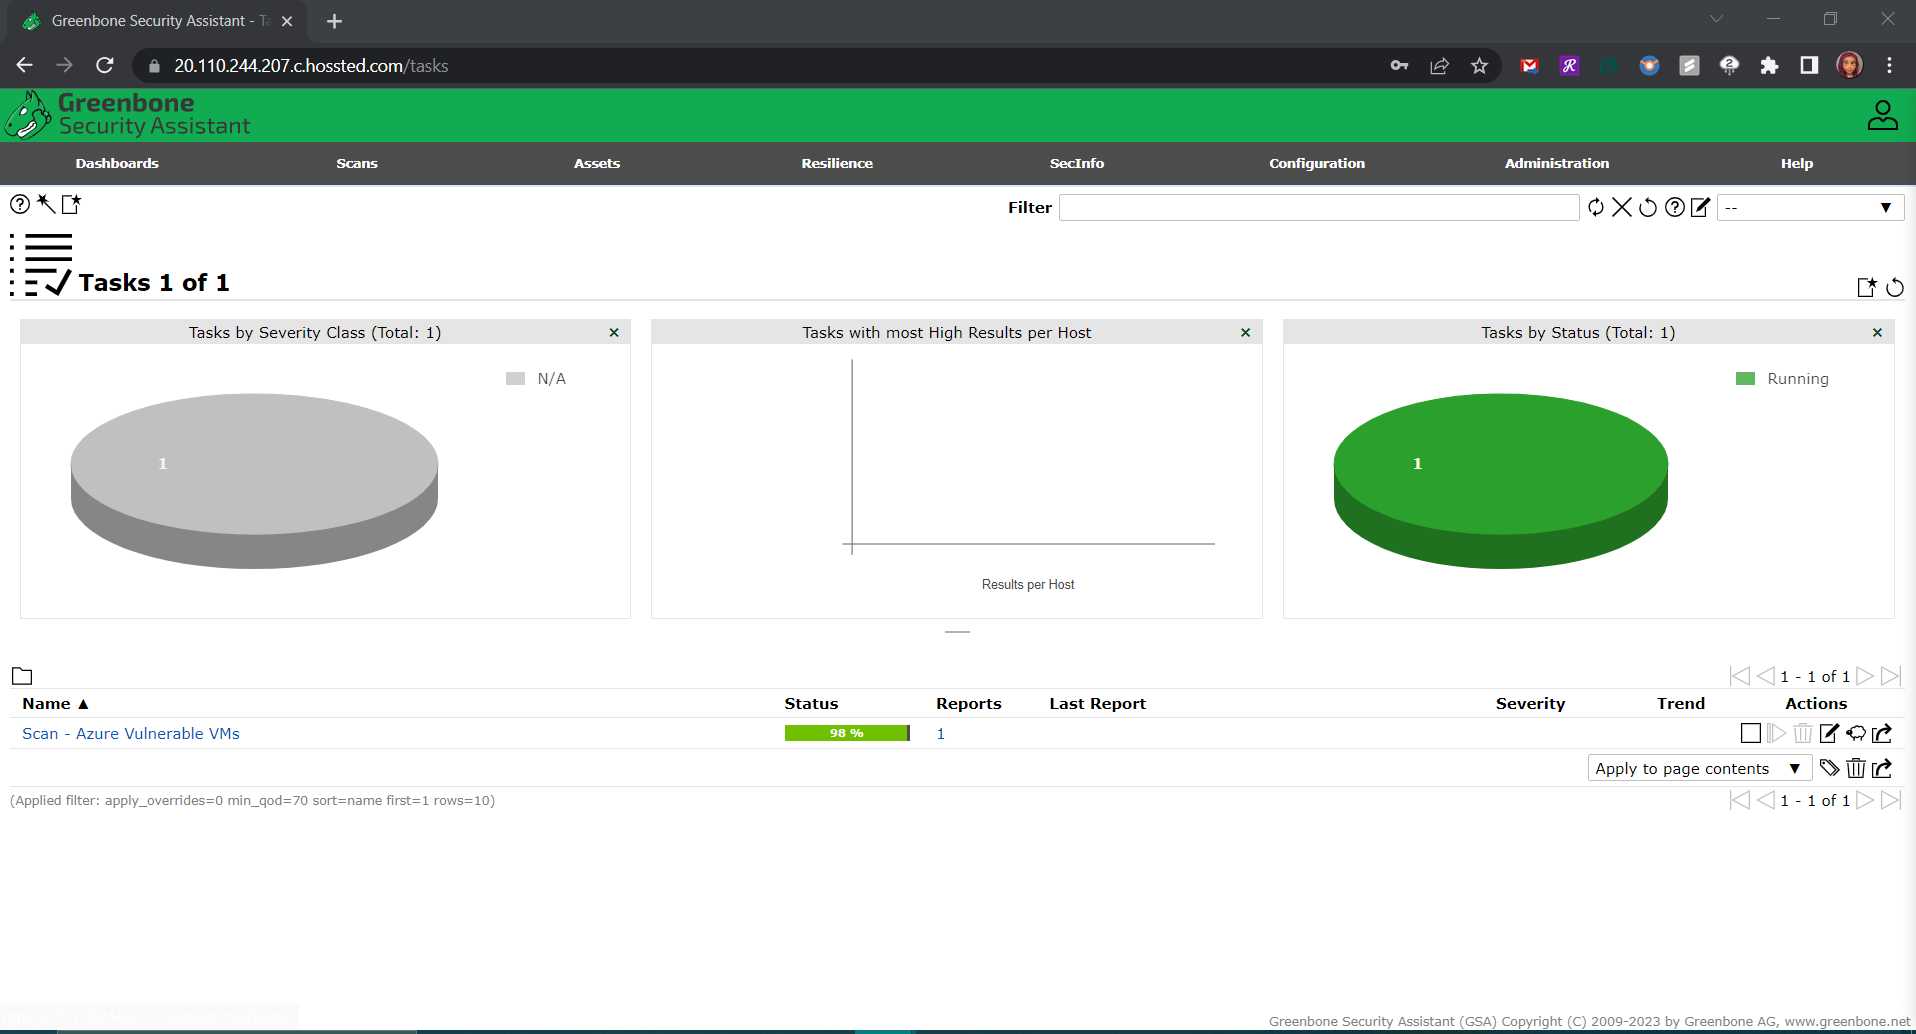 Greenbone Security Assistant - Ta
20.110.244.207.c.hossted.com/tasks
Greenbone
Security Assistant
Dashboards Scans Assets Resilience SecInfo Configuration Administration Help
Filter --
Tasks 1 of 1
Tasks by Severity Class (Total: 1)
N/A
1
Tasks with most High Results per Host
Results per Host
Tasks by Status (Total: 1)
Running
1
1 - 1 of 1
Name ▲ Status Reports Last Report Severity Trend Actions
Scan - Azure Vulnerable VMs 98 % 1
Apply to page contents ▼
(Applied filter: apply_overrides=0 min_qod=70 sort=name first=1 rows=10)
1 - 1 of 1
Greenbone Security Assistant (GSA) Copyright (C) 2009-2023 by Greenbone AG, www.greenbone.net